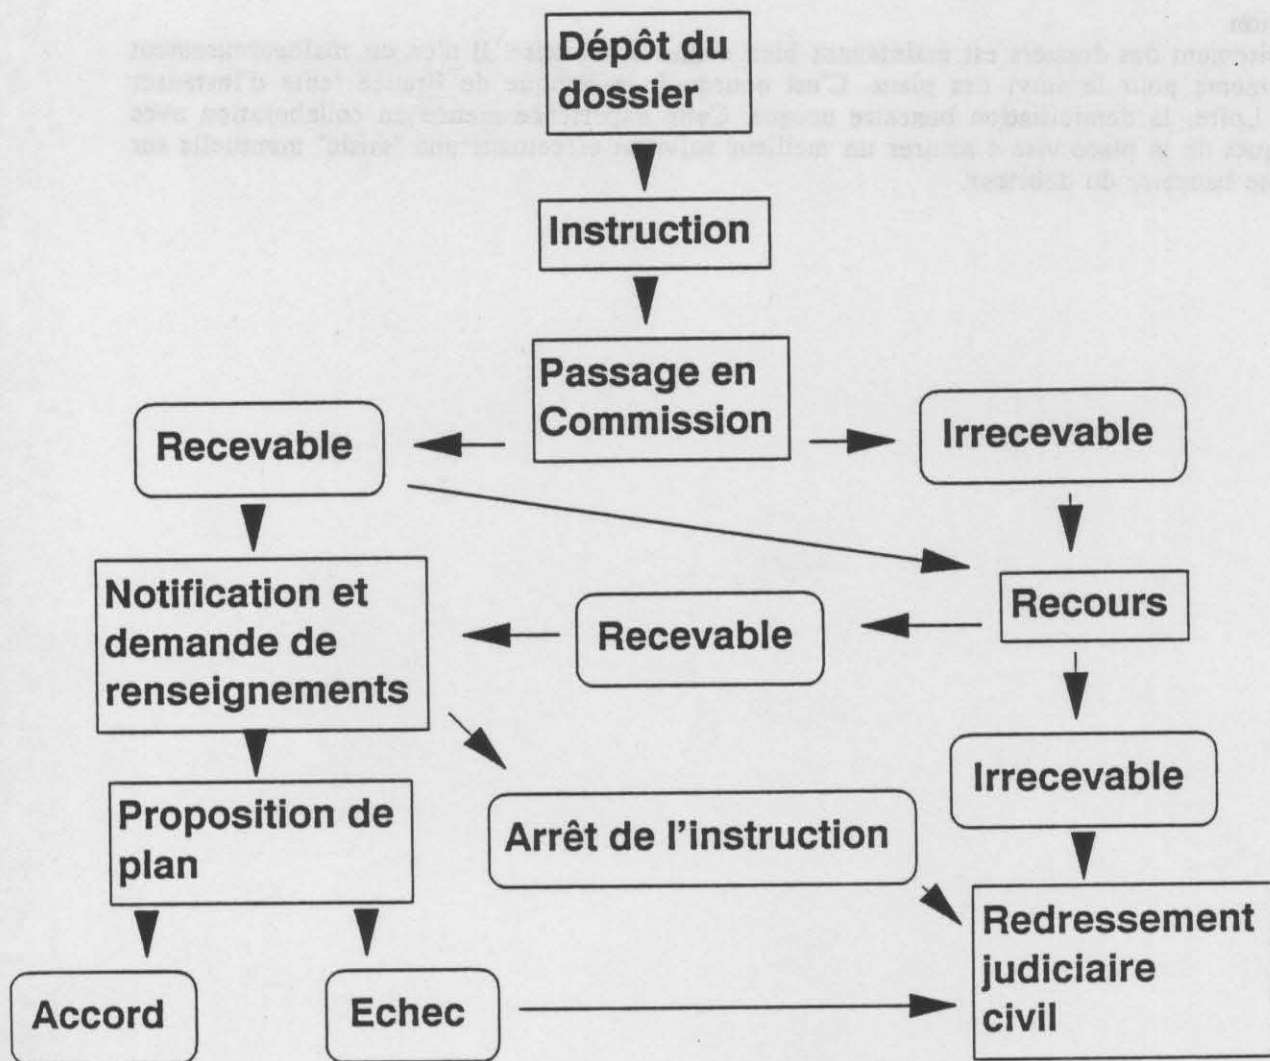 Dépôt du
dossier
Instruction
Passage en
Commission
Recevable
Irrecevable
Notification et
demande de
renseignements
Recevable
Recours
Proposition de
plan
Arrêt de l'instruction
Irrecevable
Accord
Echec
Redressement
judiciaire
civil